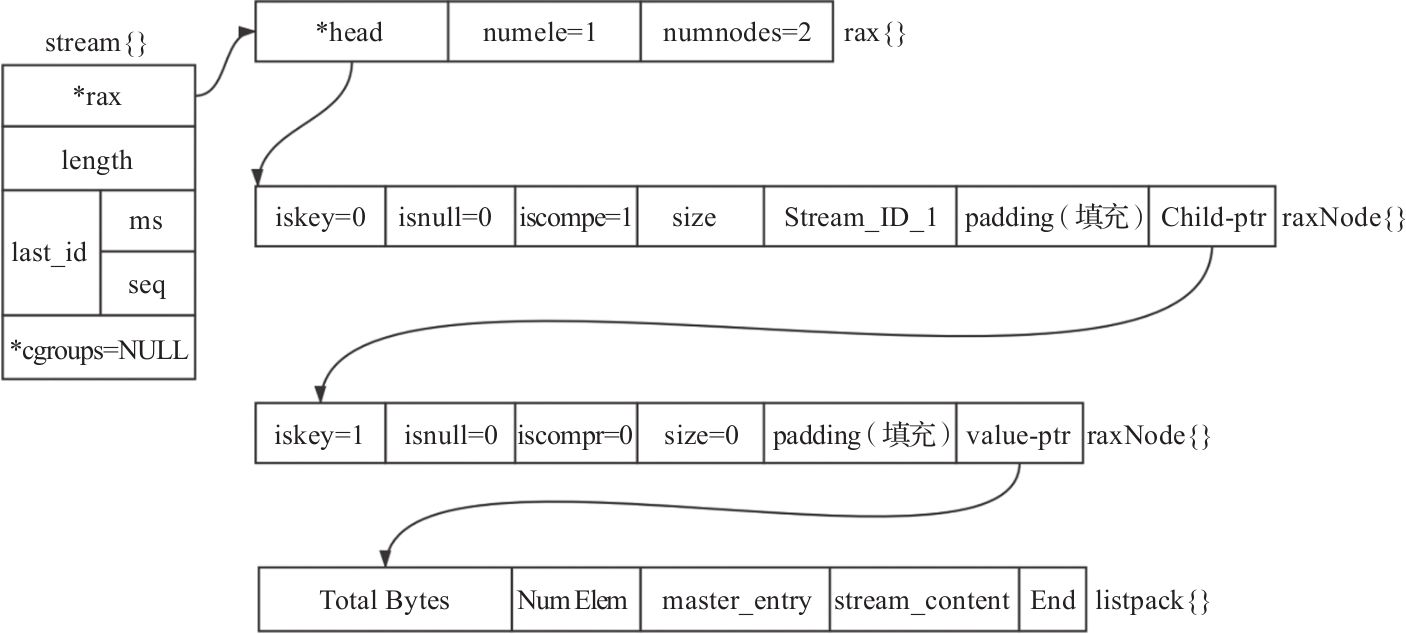 *head numele=1 numnodes=2 rax{}
stream{}
*rax
length
last_id ms
seq
*cgroups=NULL
iskey=0 isnull=0 iscompe=1 size Stream_ID_1 padding(填充) Child-ptr raxNode{}
iskey=1 isnull=0 iscompr=0 size=0 padding(填充) value-ptr raxNode{}
Total Bytes Num Elem master_entry stream_content End listpack{}